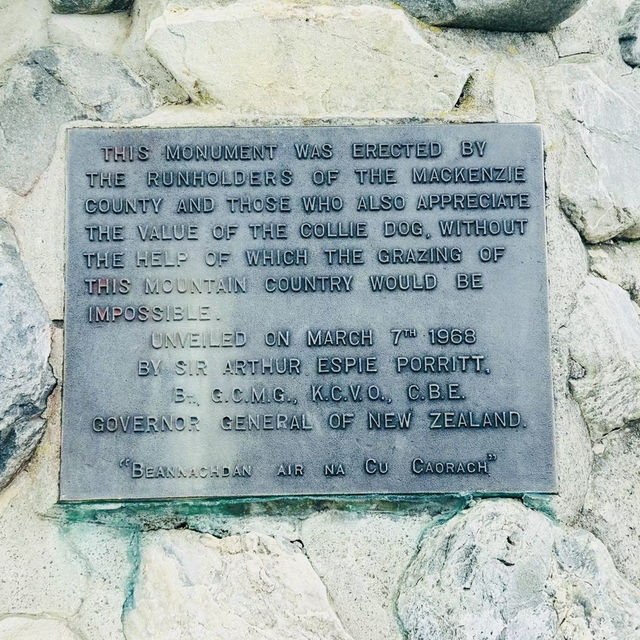 THIS MONUMENT WAS ERECTED BY
THE RUNHOLDERS OF THE MACKENZIE
COUNTY AND THOSE WHO ALSO APPRECIATE
THE VALUE OF THE COLLIE DOG, WITHOUT
THE HELP OF WHICH THE GRAZING OF
THIS MOUNTAIN COUNTRY WOULD BE
IMPOSSIBLE.
UNVEILED ON MARCH 7TH 1968
BY SIR ARTHUR ESPIE PORRITT,
BT., G.C.M.G., K.C.V.O., C.B.E.
GOVERNOR GENERAL OF NEW ZEALAND.
"BEANNACHDAN AIR NA CU CAORACH"